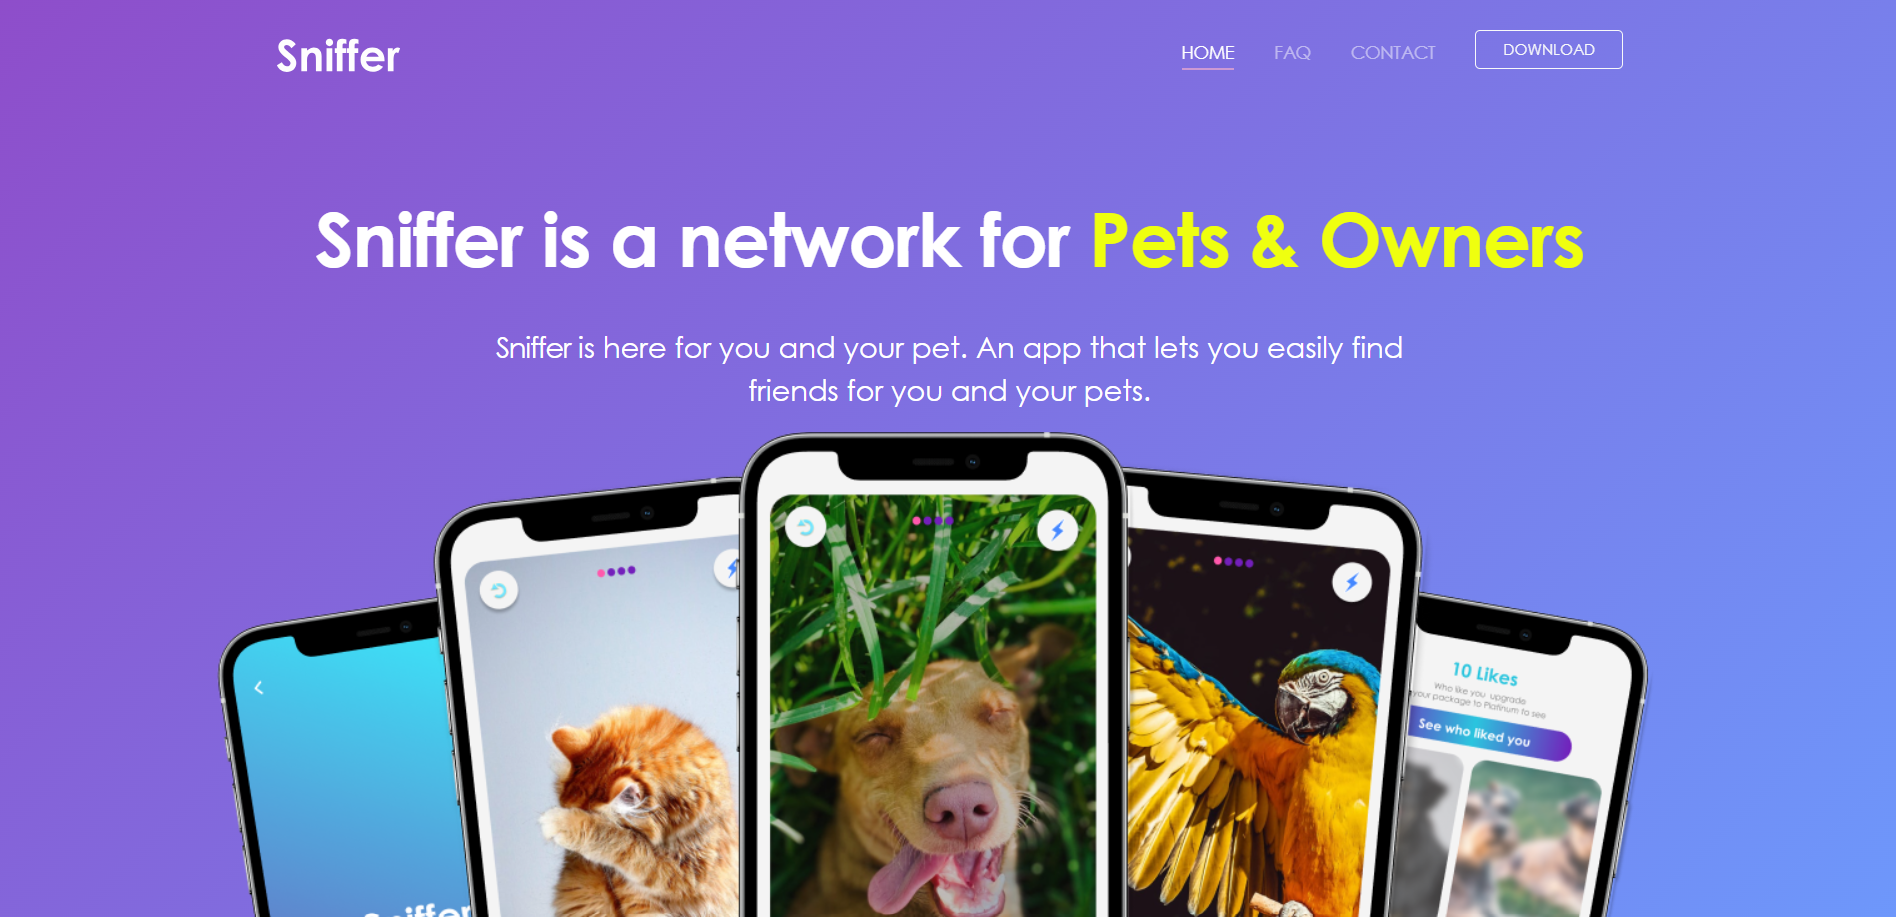 Sniffer
HOME
FAQ
CONTACT
DOWNLOAD
Sniffer is a network for Pets & Owners
Sniffer is here for you and your pet. An app that lets you easily find
friends for you and your pets.
10 Likes
Who like you upgrade
your package to Platinum to see
See who liked you
Sniffer